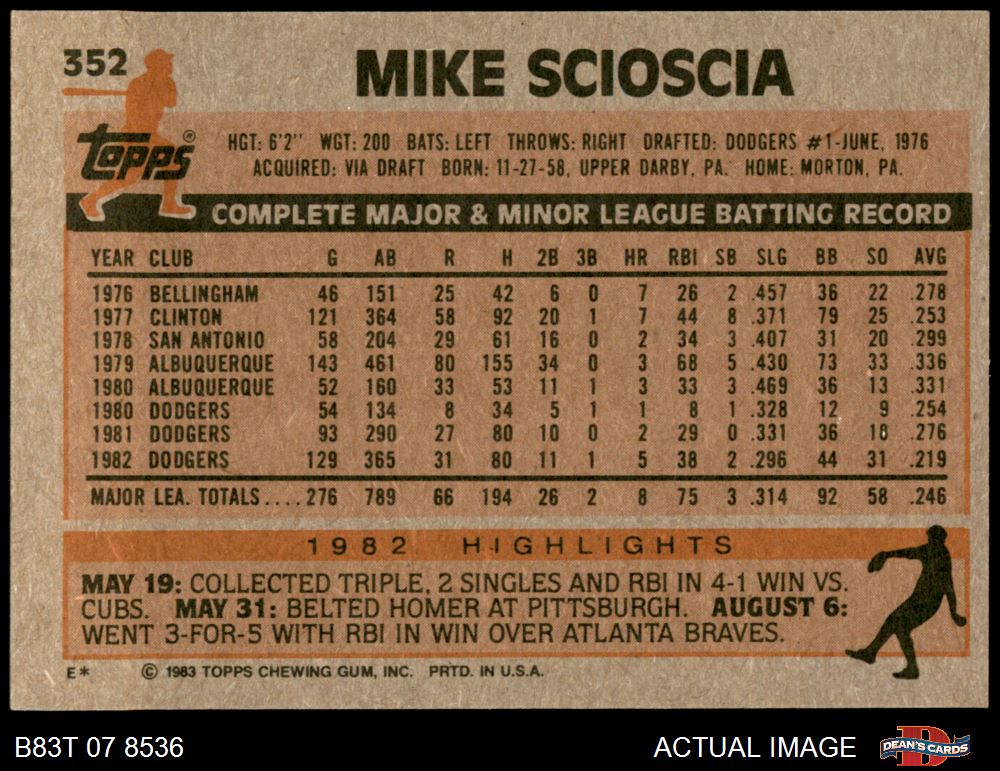 352
MIKE SCIOSCIA
topps®
HGT: 6'2'' WGT: 200 BATS: LEFT THROWS: RIGHT DRAFTED: DODGERS #1-JUNE, 1976
ACQUIRED: VIA DRAFT BORN: 11-27-58, UPPER DARBY, PA. HOME: MORTON, PA.
COMPLETE MAJOR & MINOR LEAGUE BATTING RECORD
YEAR CLUB G AB R H 2B 3B HR RBI SB SLG BB SO AVG
1976 BELLINGHAM 46 151 25 42 6 0 7 26 2 .457 36 22 .278
1977 CLINTON 121 364 58 92 20 1 7 44 8 .371 79 25 .253
1978 SAN ANTONIO 58 204 29 61 16 0 2 34 3 .407 31 20 .299
1979 ALBUQUERQUE 143 461 80 155 34 0 3 68 5 .430 73 33 .336
1980 ALBUQUERQUE 52 160 33 53 11 1 3 33 3 .469 36 13 .331
1980 DODGERS 54 134 8 34 5 1 1 8 1 .328 12 9 .254
1981 DODGERS 93 290 27 80 10 0 2 29 0 .331 36 18 .276
1982 DODGERS 129 365 31 80 11 1 5 38 2 .296 44 31 .219
MAJOR LEA. TOTALS.... 276 789 66 194 26 2 8 75 3 .314 92 58 .246
1982 HIGHLIGHTS
MAY 19: COLLECTED TRIPLE, 2 SINGLES AND RBI IN 4-1 WIN VS.
CUBS. MAY 31: BELTED HOMER AT PITTSBURGH. AUGUST 6:
WENT 3-FOR-5 WITH RBI IN WIN OVER ATLANTA BRAVES.
E* © 1983 TOPPS CHEWING GUM, INC. PRTD. IN U.S.A.
B83T 07 8536 ACTUAL IMAGE D DEAN'S CARDS